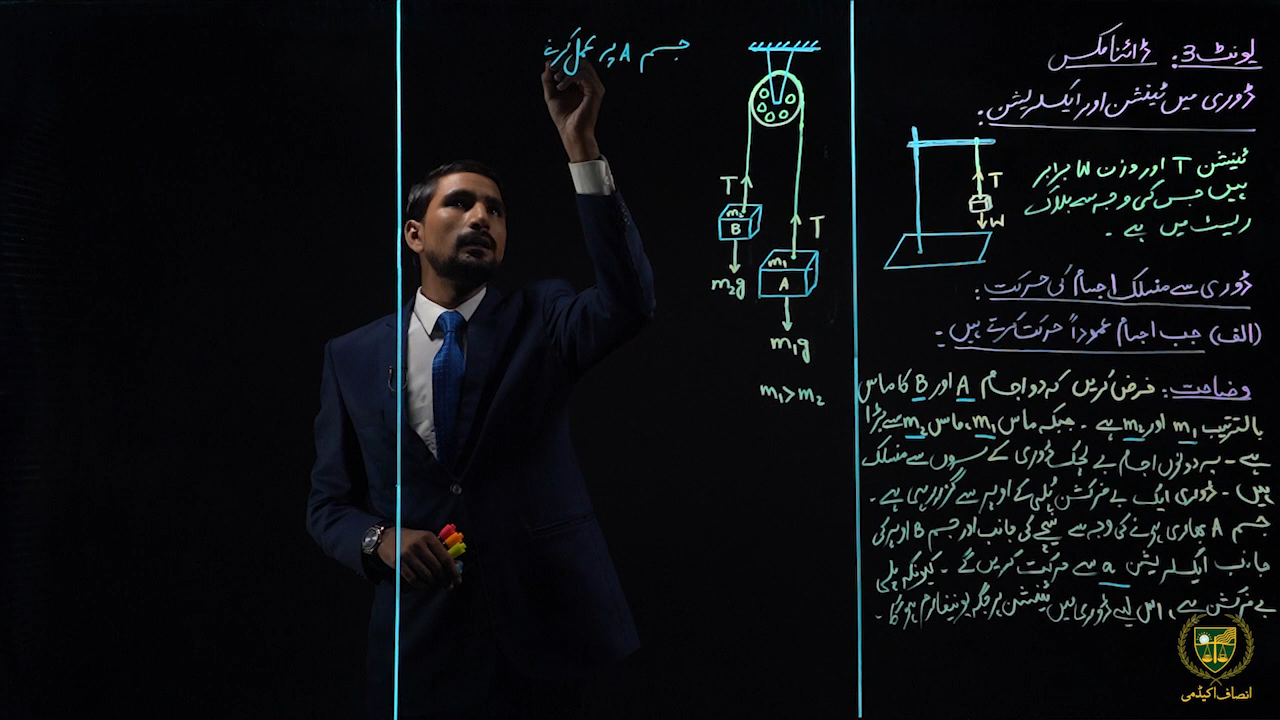 یونٹ 3: ڈائنامکس
ڈوری میں ٹینشن اور ایکسلریشن:
ٹینشن T اور وزن W برابر
ہیں جس کی وجہ سے بلاک
ریسٹ میں ہے۔
T
W
ڈوری سے منسلک اجسام کی حرکت:
(الف) جب اجسام عموداً حرکت کرتے ہیں:
وضاحت: فرض کریں کہ دو اجسام A اور B کا ماس
بالترتیب m₁ اور m₂ ہے۔ جبکہ ماس m₁، ماس m₂ سے بڑا
ہے۔ یہ دونوں اجسام بے لچک ڈوری کے سروں سے منسلک
ہیں۔ ڈوری ایک بے فرکشن پُلی کے اوپر سے گزر رہی ہے۔
جسم A بھاری ہونے کی وجہ سے نیچے کی جانب اور جسم B اوپر کی
جانب ایکسلریشن a سے حرکت کریں گے۔ کیونکہ پلی
بے فرکشن ہے، اس لیے ڈوری میں ٹینشن ہر جگہ یونیفارم ہو گا۔
جسم A پر عمل کرنے
T
m₂
B
m₂g
T
m₁
A
m₁g
m₁>m₂
انصاف اکیڈمی